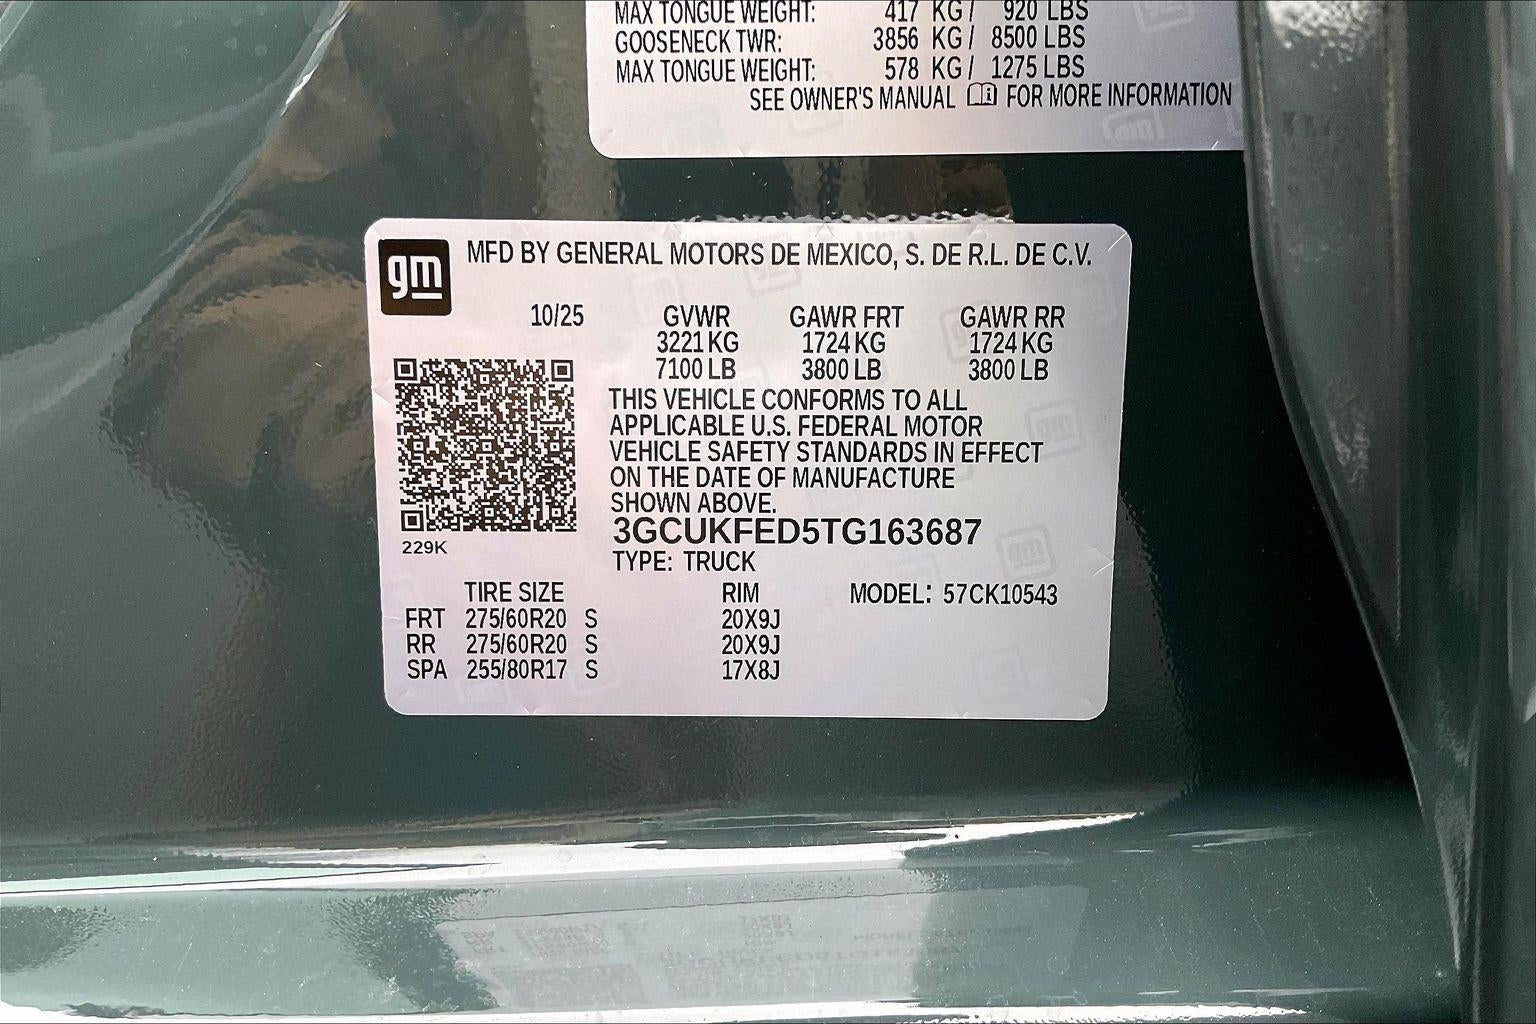 MAX TONGUE WEIGHT: 417 KG / 920 LBS
GOOSENECK TWR: 3856 KG / 8500 LBS
MAX TONGUE WEIGHT: 578 KG / 1275 LBS
SEE OWNER'S MANUAL FOR MORE INFORMATION
gm MFD BY GENERAL MOTORS DE MEXICO, S. DE R.L. DE C.V.
10/25 GVWR GAWR FRT GAWR RR
3221 KG 1724 KG 1724 KG
7100 LB 3800 LB 3800 LB
THIS VEHICLE CONFORMS TO ALL
APPLICABLE U.S. FEDERAL MOTOR
VEHICLE SAFETY STANDARDS IN EFFECT
ON THE DATE OF MANUFACTURE
SHOWN ABOVE.
3GCUKFED5TG163687
229K
TYPE: TRUCK
TIRE SIZE RIM MODEL: 57CK10543
FRT 275/60R20 S 20X9J
RR 275/60R20 S 20X9J
SPA 255/80R17 S 17X8J